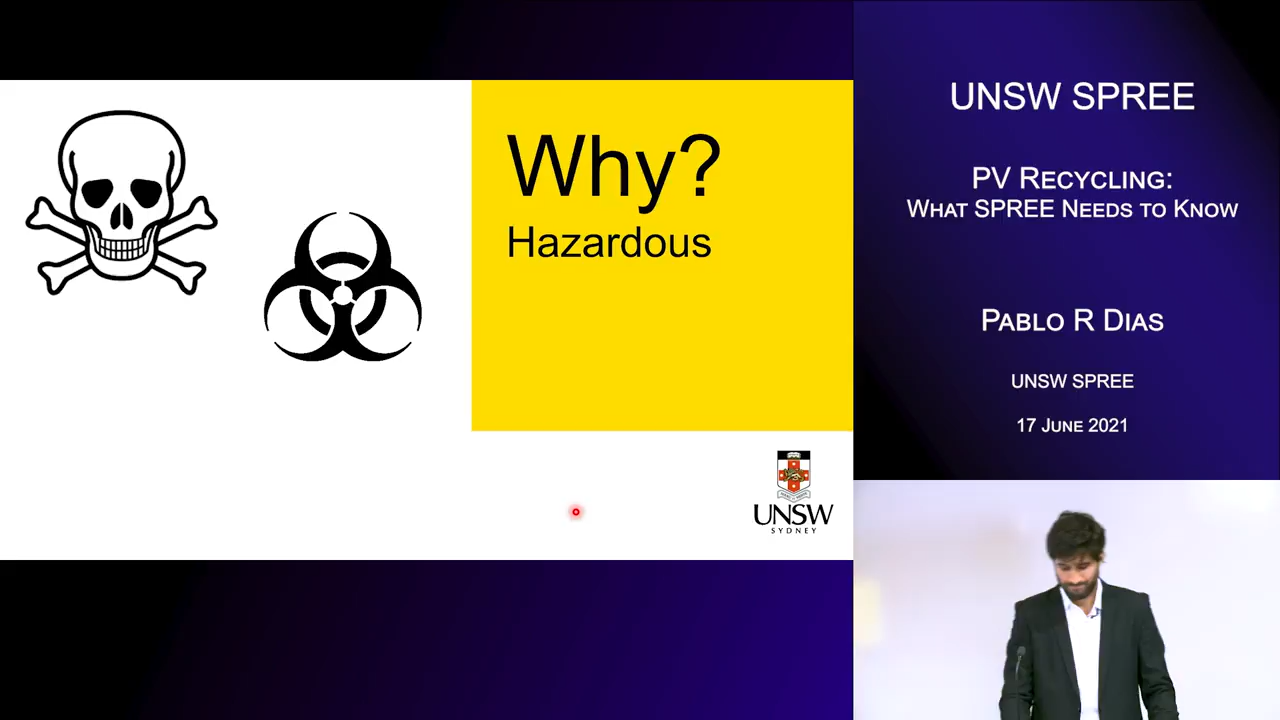 Why?
Hazardous
UNSW
SYDNEY
UNSW SPREE
PV RECYCLING:
WHAT SPREE NEEDS TO KNOW
PABLO R DIAS
UNSW SPREE
17 JUNE 2021